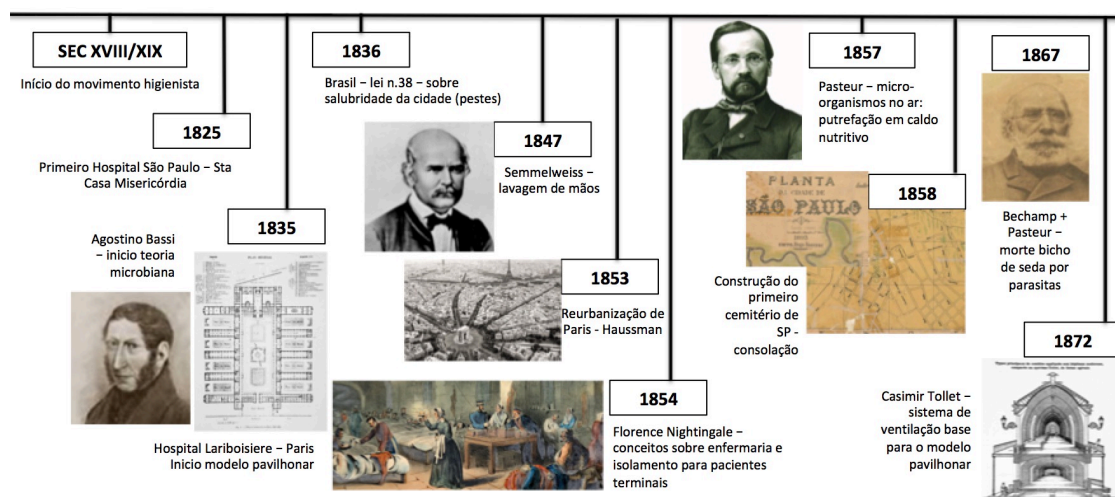 SEC XVIII/XIX
Início do movimento higienista
1825
Primeiro Hospital São Paulo – Sta
Casa Misericórdia
1835
Agostino Bassi
– inicio teoria
microbiana
Hospital Lariboisiere – Paris
Inicio modelo pavilhonar
1836
Brasil – lei n.38 – sobre
salubridade da cidade (pestes)
1847
Semmelweiss –
lavagem de mãos
1853
Reurbanização de
Paris - Haussman
1854
Florence Nightingale –
conceitos sobre enfermaria e
isolamento para pacientes
terminais
1857
Pasteur – micro-
organismos no ar:
putrefação em caldo
nutritivo
1858
PLANTA
DA CIDADE DE
SÃO PAULO
Construção do
primeiro
cemitério de
SP -
consolação
1867
Bechamp +
Pasteur –
morte bicho
de seda por
parasitas
1872
Casimir Tollet –
sistema de
ventilação base
para o modelo
pavilhonar